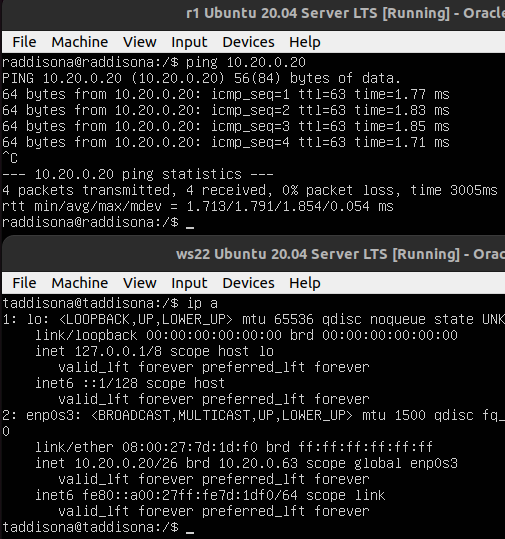 r1 Ubuntu 20.04 Server LTS [Running] - Oracle
File Machine View Input Devices Help
raddisona@raddisona:/$ ping 10.20.0.20
PING 10.20.0.20 (10.20.0.20) 56(84) bytes of data.
64 bytes from 10.20.0.20: icmp_seq=1 ttl=63 time=1.77 ms
64 bytes from 10.20.0.20: icmp_seq=2 ttl=63 time=1.83 ms
64 bytes from 10.20.0.20: icmp_seq=3 ttl=63 time=1.85 ms
64 bytes from 10.20.0.20: icmp_seq=4 ttl=63 time=1.71 ms
^C
--- 10.20.0.20 ping statistics ---
4 packets transmitted, 4 received, 0% packet loss, time 3005ms
rtt min/avg/max/mdev = 1.713/1.791/1.854/0.054 ms
raddisona@raddisona:/$ _
ws22 Ubuntu 20.04 Server LTS [Running] - Orac
File Machine View Input Devices Help
taddisona@taddisona:/$ ip a
1: lo: <LOOPBACK,UP,LOWER_UP> mtu 65536 qdisc noqueue state UNK
link/loopback 00:00:00:00:00:00 brd 00:00:00:00:00:00
inet 127.0.0.1/8 scope host lo
valid_lft forever preferred_lft forever
inet6 ::1/128 scope host
valid_lft forever preferred_lft forever
2: enp0s3: <BROADCAST,MULTICAST,UP,LOWER_UP> mtu 1500 qdisc fq_
0
link/ether 08:00:27:7d:1d:f0 brd ff:ff:ff:ff:ff:ff
inet 10.20.0.20/26 brd 10.20.0.63 scope global enp0s3
valid_lft forever preferred_lft forever
inet6 fe80::a00:27ff:fe7d:1df0/64 scope link
valid_lft forever preferred_lft forever
taddisona@taddisona:/$ _